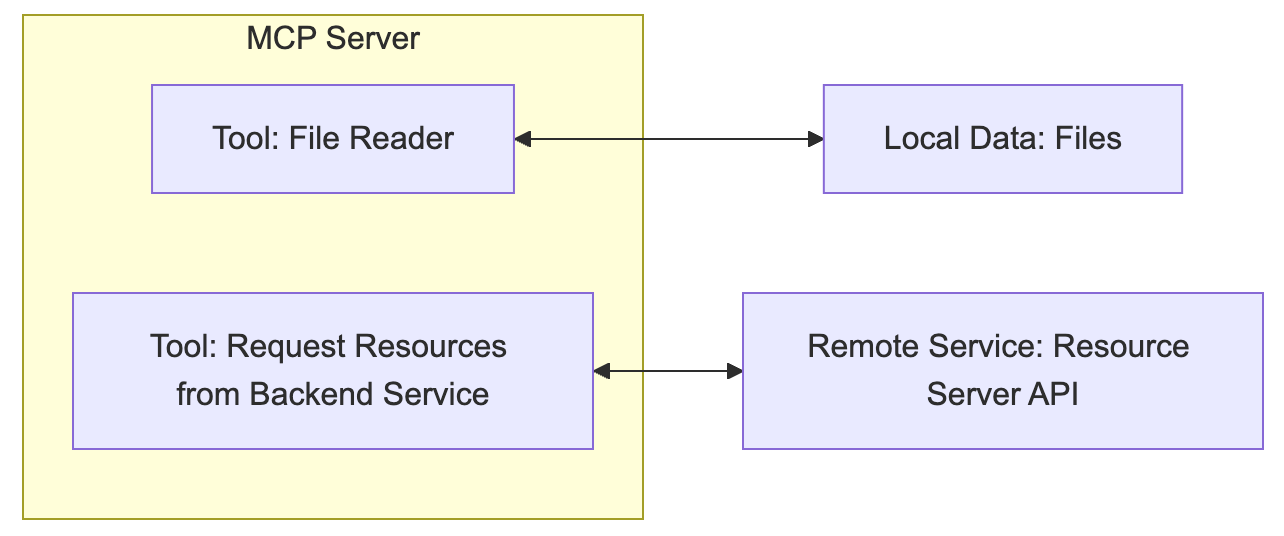 MCP Server
Tool: File Reader
Local Data: Files
Tool: Request Resources
from Backend Service
Remote Service: Resource
Server API